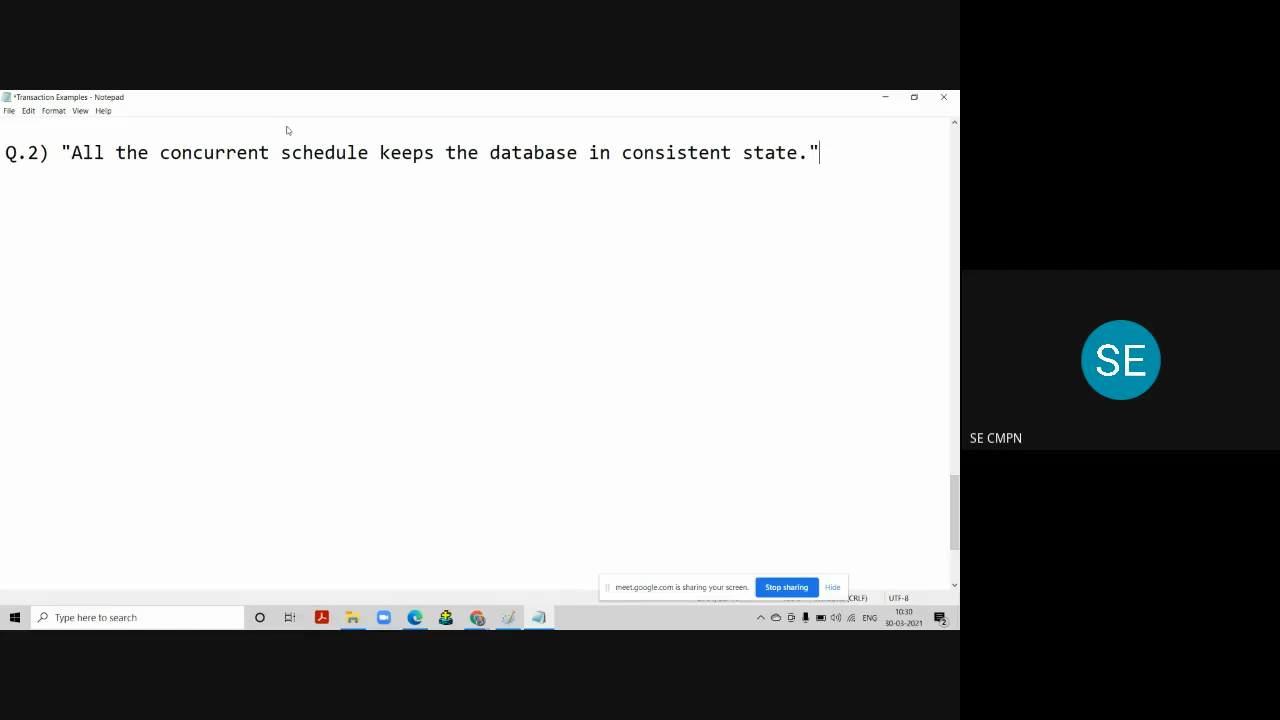 *Transaction Examples - Notepad
File Edit Format View Help
Q.2) "All the concurrent schedule keeps the database in consistent state."
SE
SE CMPN
meet.google.com is sharing your screen. Stop sharing Hide
(CRLF) UTF-8
Type here to search
ENG
10:30
30-03-2021
2